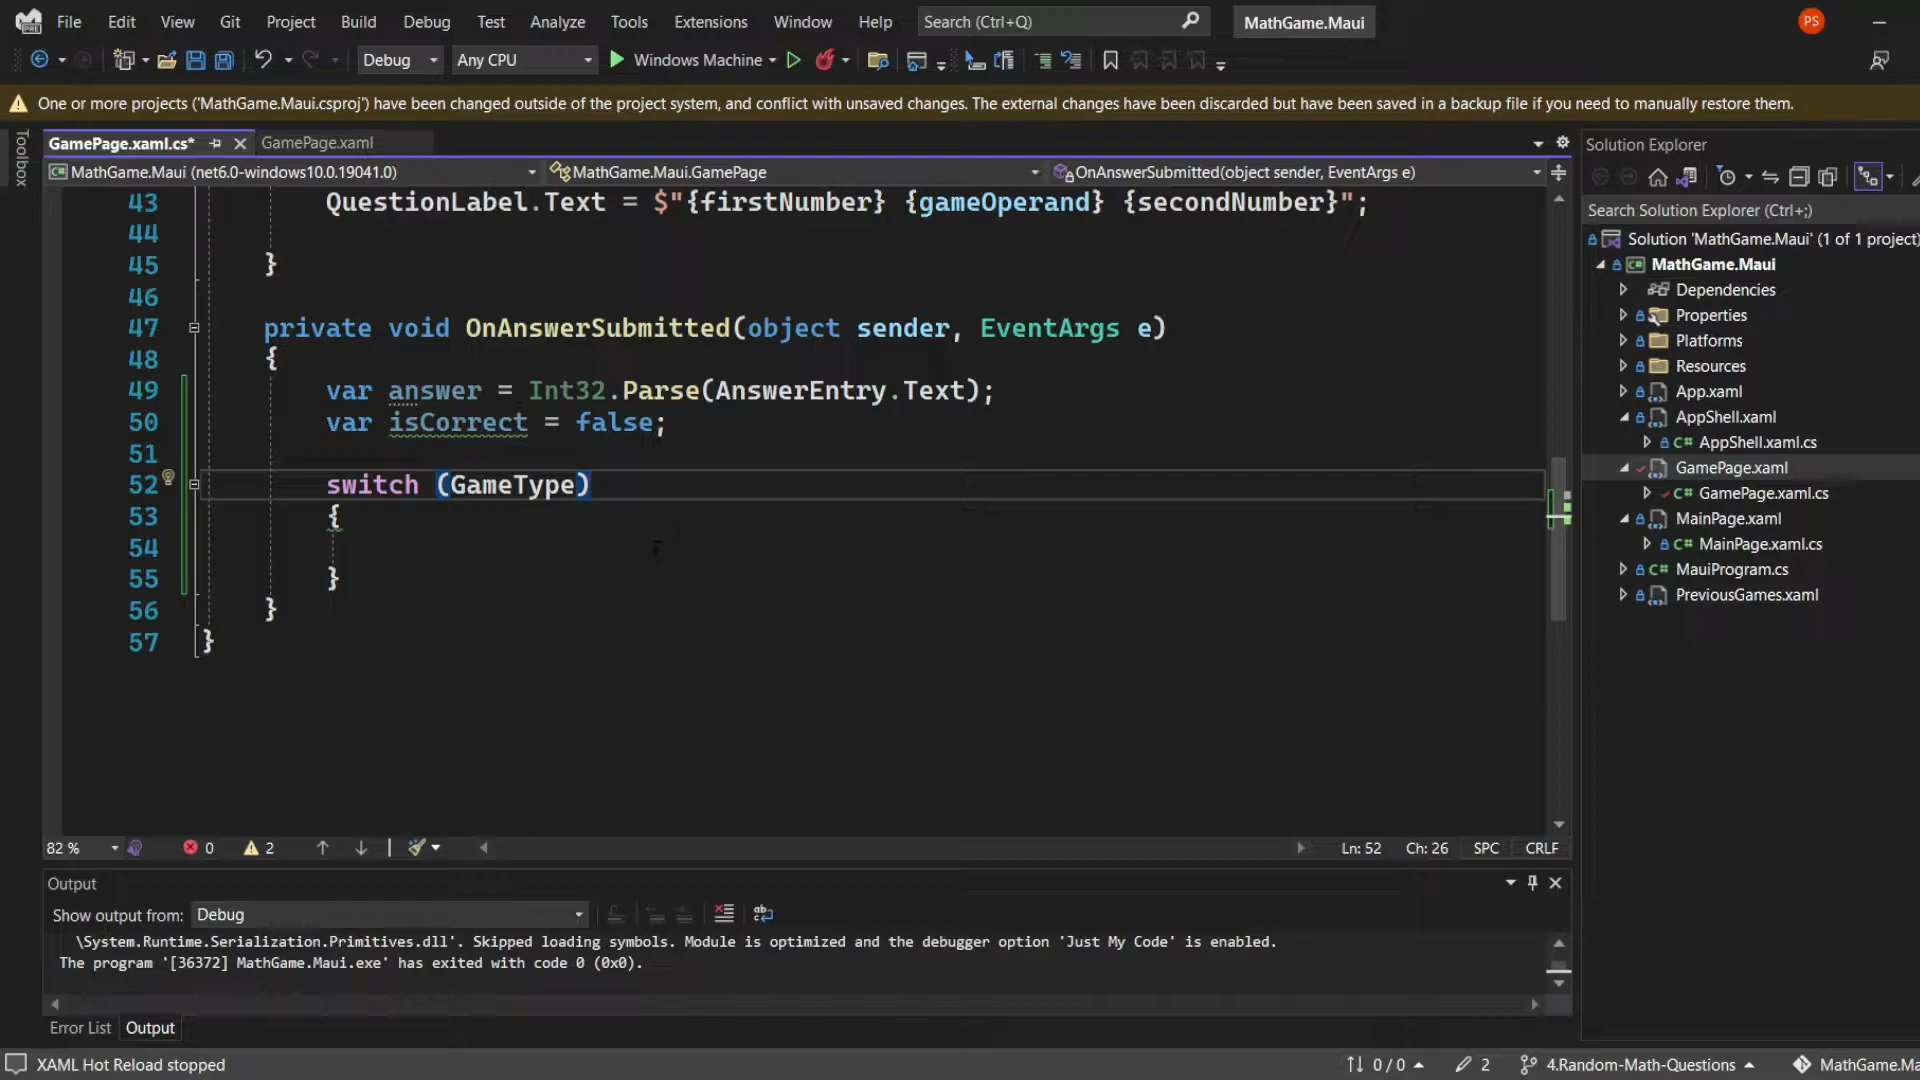 File Edit View Git Project Build Debug Test Analyze Tools Extensions Window Help Search (Ctrl+Q) MathGame.Maui PS
Debug Any CPU Windows Machine
One or more projects ('MathGame.Maui.csproj') have been changed outside of the project system, and conflict with unsaved changes. The external changes have been discarded but have been saved in a backup file if you need to manually restore them.
Toolbox
GamePage.xaml.cs* GamePage.xaml
MathGame.Maui (net6.0-windows10.0.19041.0) MathGame.Maui.GamePage OnAnswerSubmitted(object sender, EventArgs e)
43 QuestionLabel.Text = $"{firstNumber} {gameOperand} {secondNumber}";
44
45 }
46
47 private void OnAnswerSubmitted(object sender, EventArgs e)
48 {
49 var answer = Int32.Parse(AnswerEntry.Text);
50 var isCorrect = false;
51
52 switch (GameType)
53 {
54
55 }
56 }
57 }
82 % 0 2 Ln: 52 Ch: 26 SPC CRLF
Output
Show output from: Debug
\System.Runtime.Serialization.Primitives.dll'. Skipped loading symbols. Module is optimized and the debugger option 'Just My Code' is enabled.
The program '[36372] MathGame.Maui.exe' has exited with code 0 (0x0).
Error List Output
Solution Explorer
Search Solution Explorer (Ctrl+;)
Solution 'MathGame.Maui' (1 of 1 project)
MathGame.Maui
Dependencies
Properties
Platforms
Resources
App.xaml
AppShell.xaml
C# AppShell.xaml.cs
GamePage.xaml
C# GamePage.xaml.cs
MainPage.xaml
C# MainPage.xaml.cs
C# MauiProgram.cs
PreviousGames.xaml
XAML Hot Reload stopped 0 / 0 2 4.Random-Math-Questions MathGame.Ma